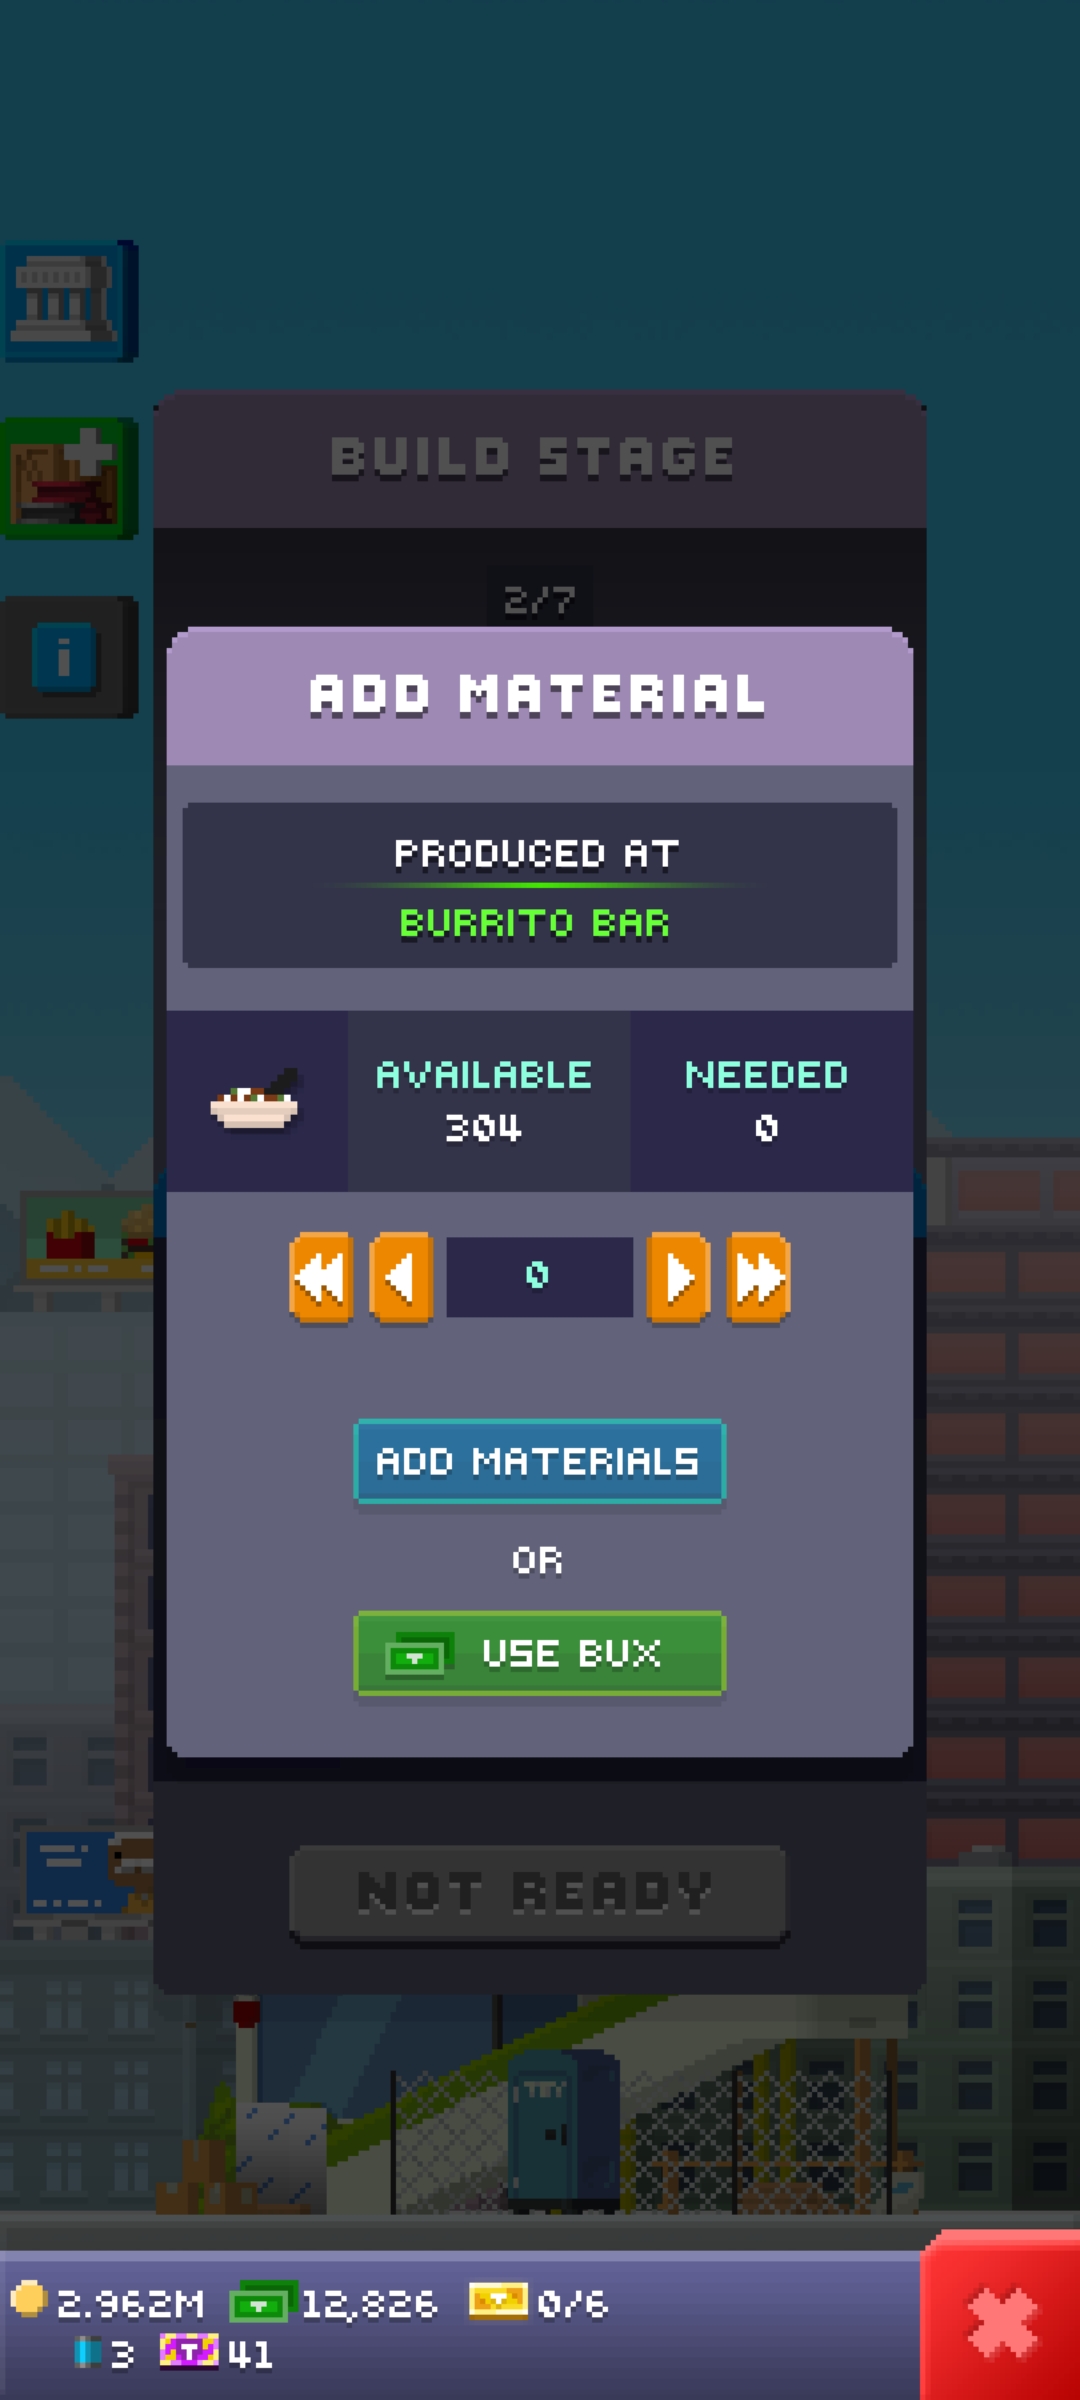 BUILD STAGE
2/7
ADD MATERIAL
PRODUCED AT
BURRITO BAR
AVAILABLE
304
NEEDED
0
0
ADD MATERIALS
OR
USE BUX
NOT READY
2.962M 12,826 0/6
3 41